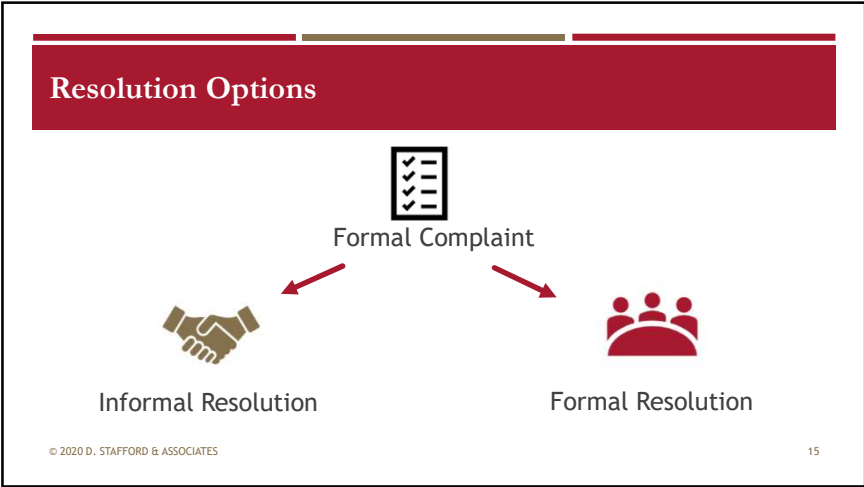 Resolution Options
Formal Complaint
Informal Resolution
Formal Resolution
© 2020 D. STAFFORD & ASSOCIATES
15